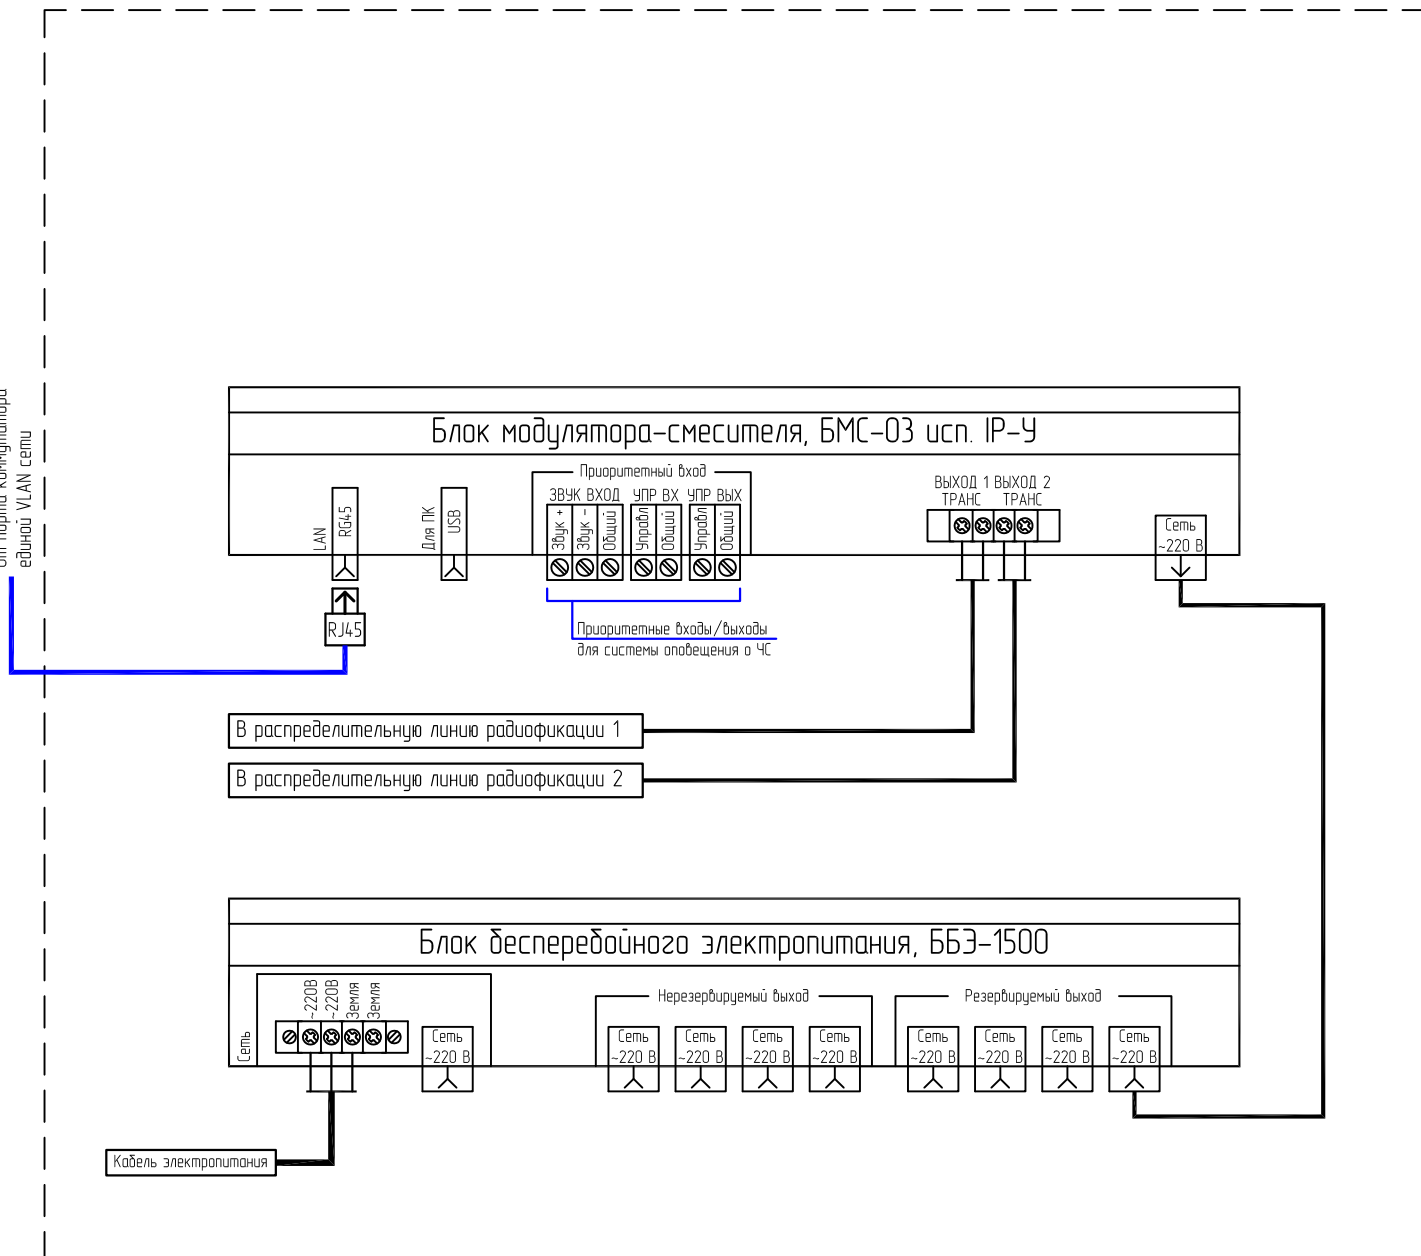 от порта коммутатора
единой VLAN сети
Блок модулятора-смесителя, БМС-03 исп. IP-У
Приоритетный вход
ЗВУК ВХОД
УПР ВХ
УПР ВЫХ
LAN
RG45
Для ПК
USB
Звук +
Звук -
Общий
Управл
Общий
Управл
Общий
ВЫХОД 1 ВЫХОД 2
ТРАНС ТРАНС
Сеть
~220 В
RJ45
Приоритетные входы/выходы
для системы оповещения о ЧС
В распределительную линию радиофикации 1
В распределительную линию радиофикации 2
Блок бесперебойного электропитания, ББЭ-1500
Сеть
~220В
~220В
Земля
Земля
Сеть
~220 В
Нерезервируемый выход
Сеть
~220 В
Сеть
~220 В
Сеть
~220 В
Сеть
~220 В
Резервируемый выход
Сеть
~220 В
Сеть
~220 В
Сеть
~220 В
Сеть
~220 В
Кабель электропитания